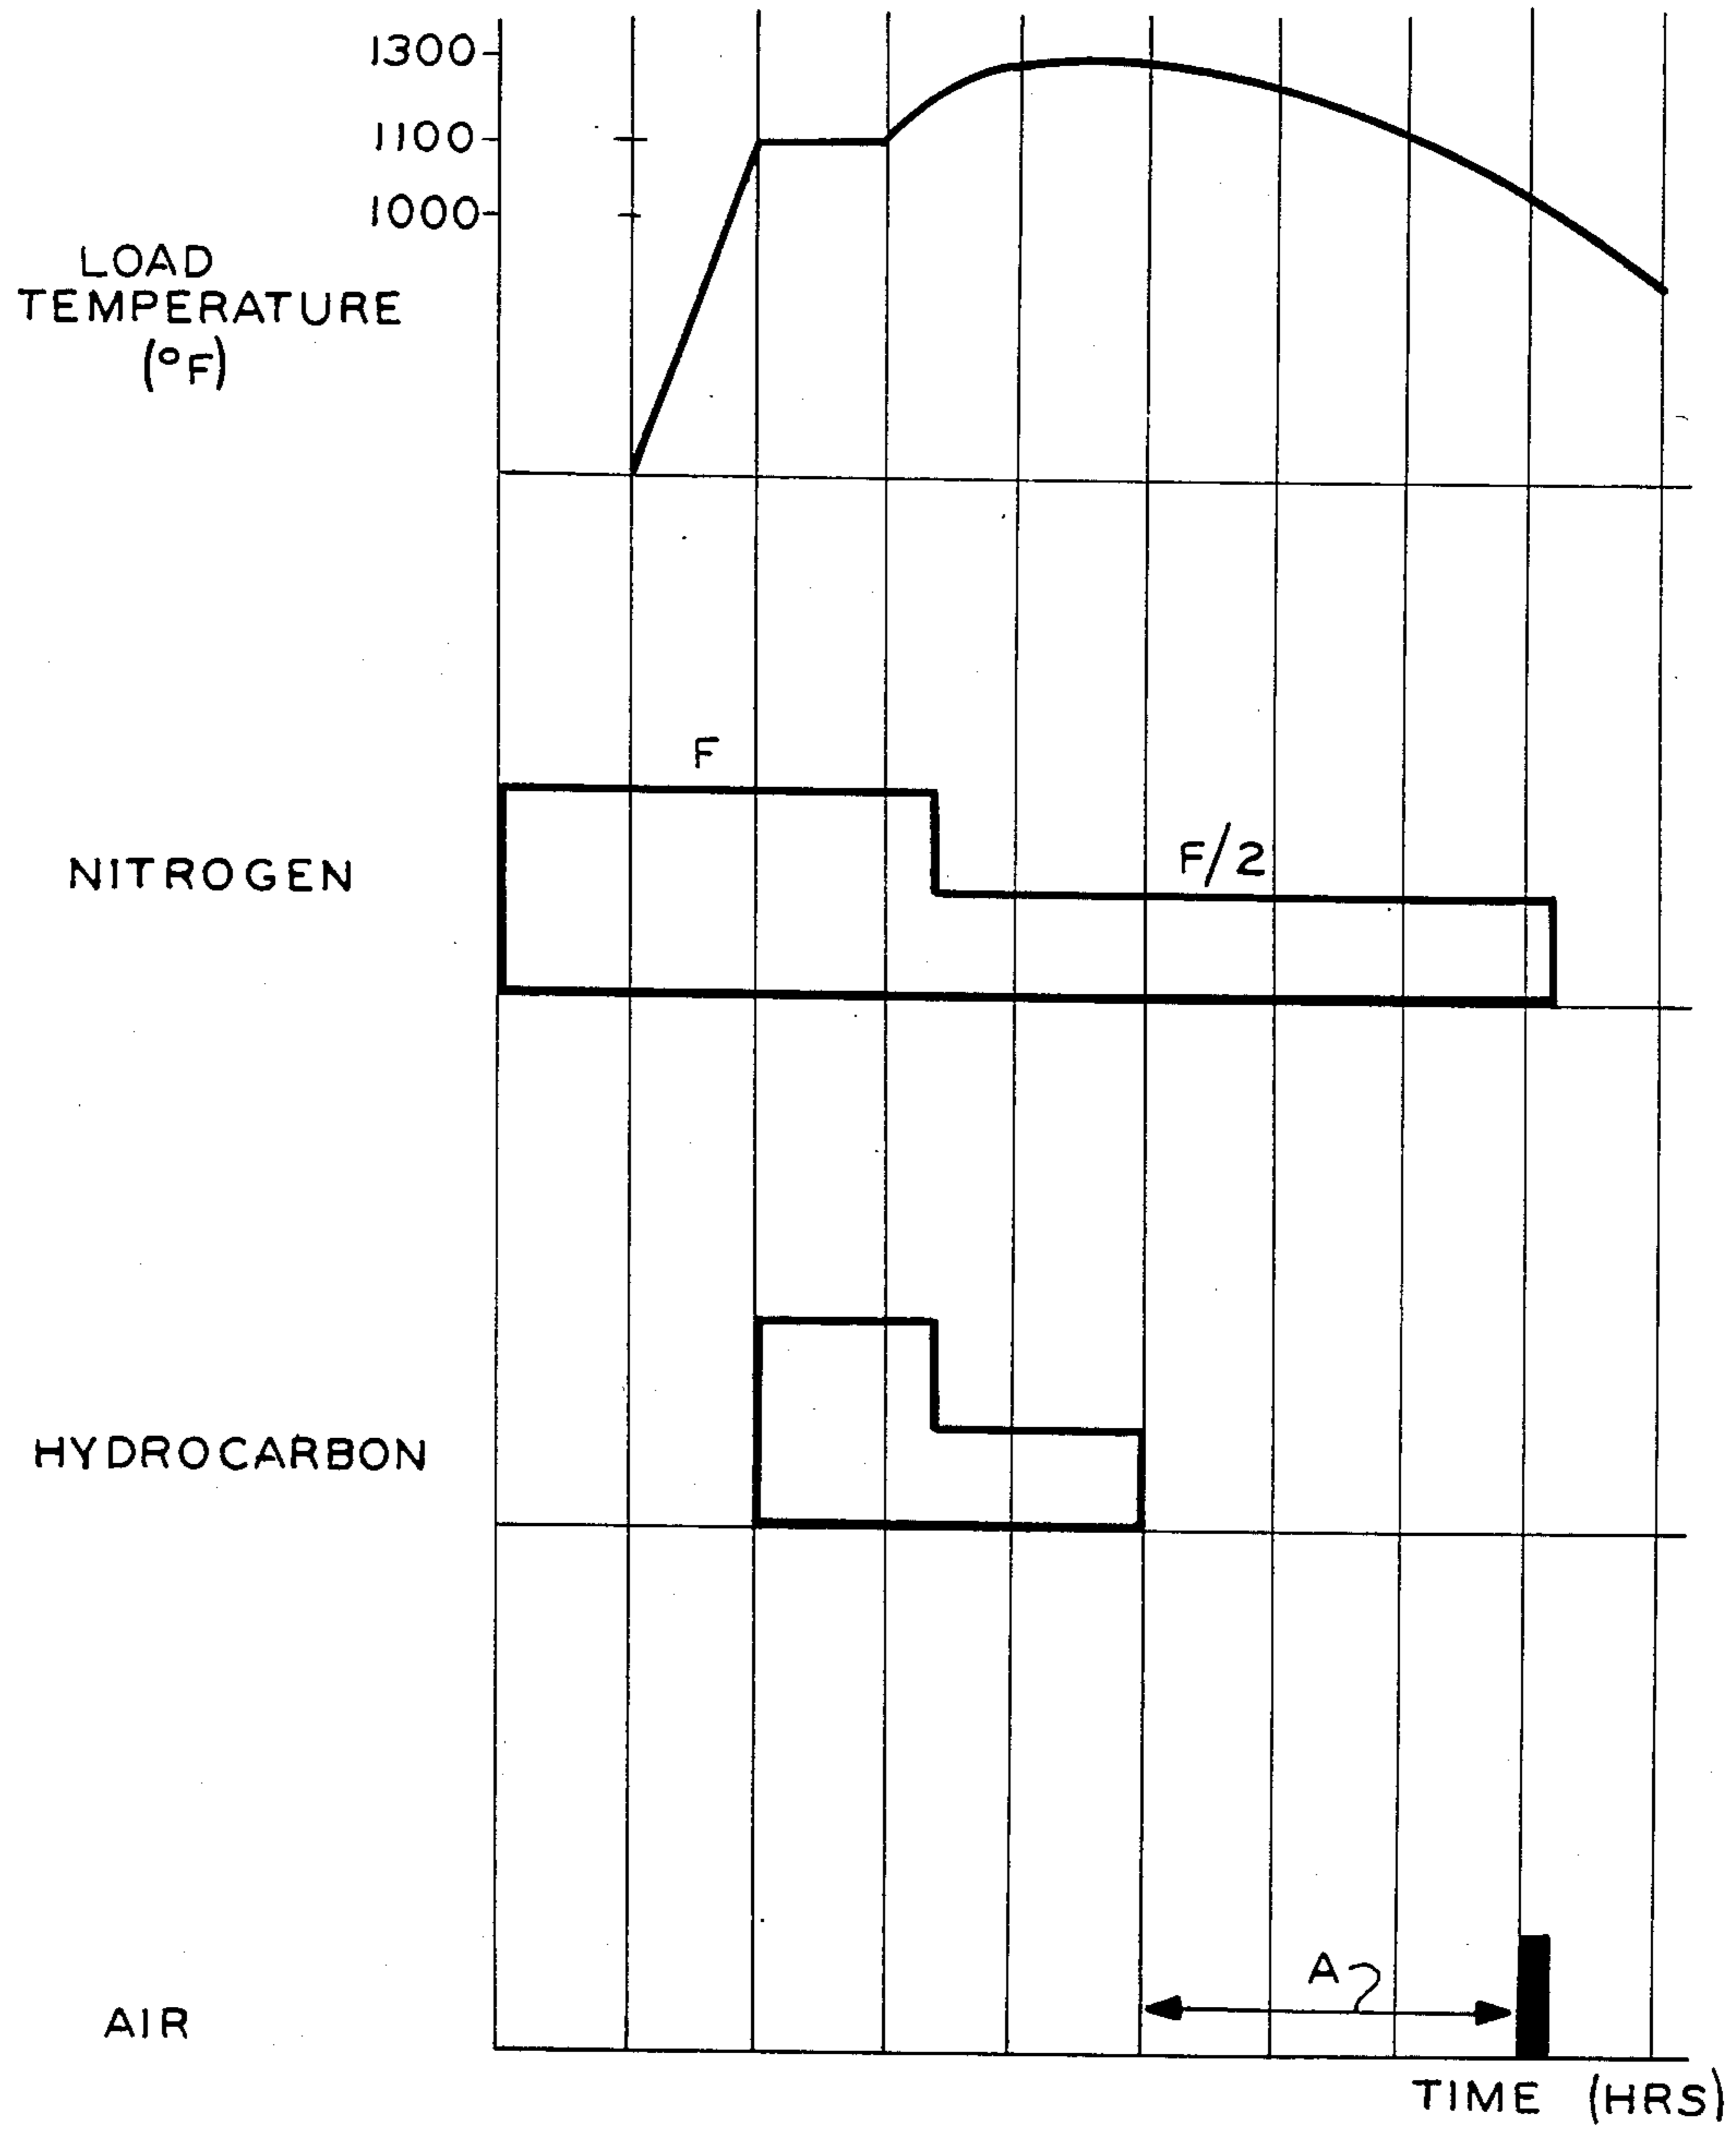 1300
1100
1000
LOAD
TEMPERATURE
(°F)
F
F/2
NITROGEN
HYDROCARBON
A
AIR
TIME (HRS)